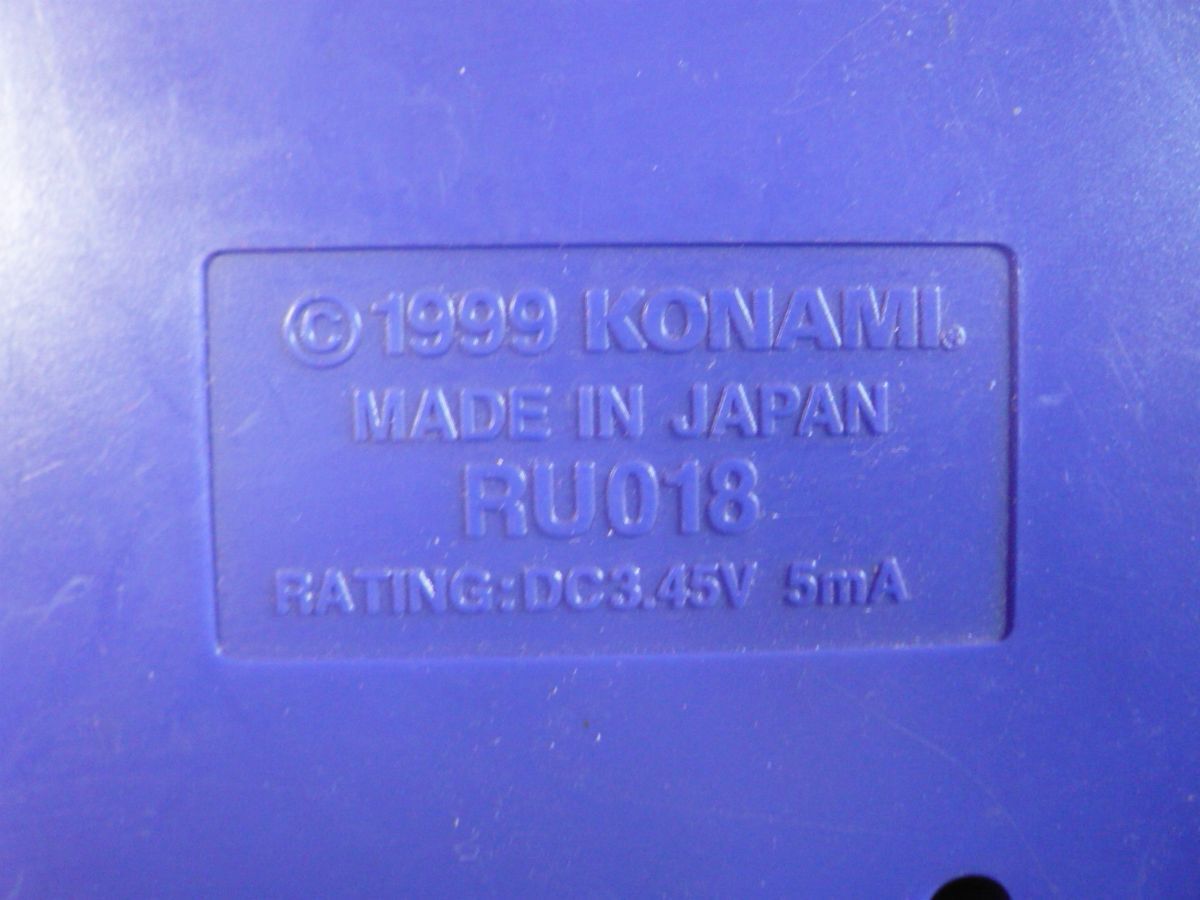 ©1999 KONAMI®
MADE IN JAPAN
RU018
RATING:DC3.45V 5mA